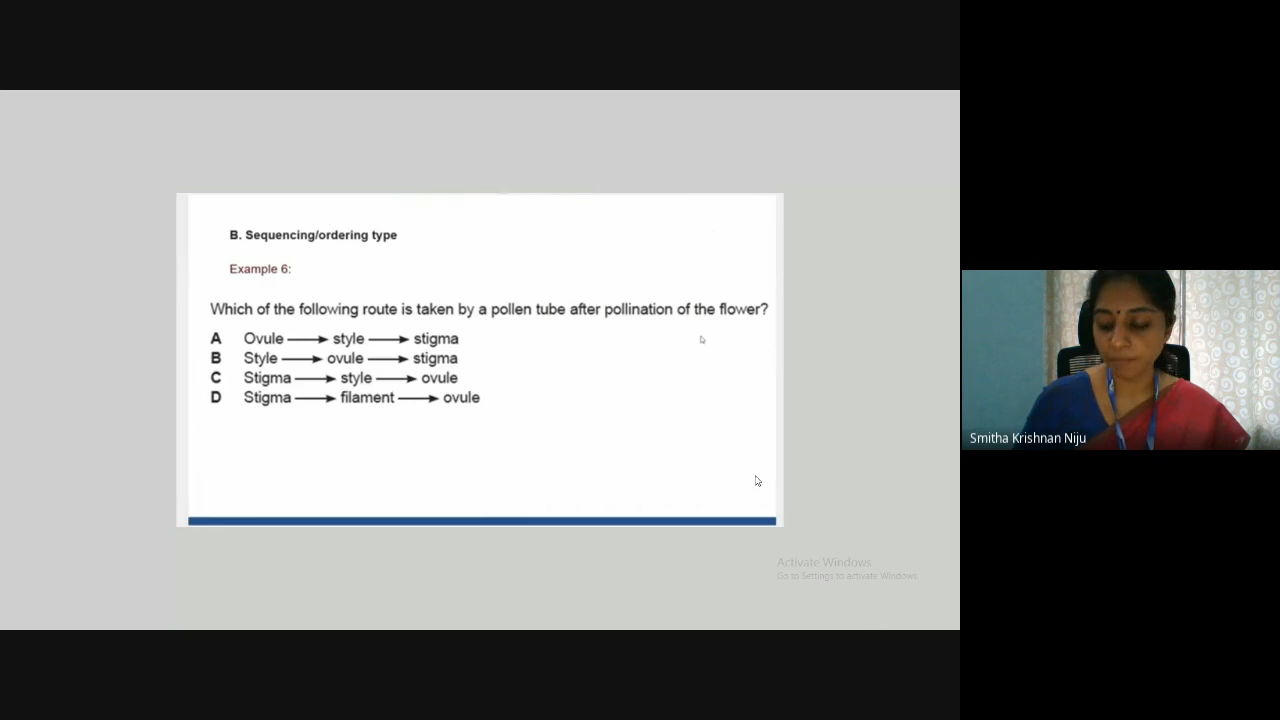 B. Sequencing/ordering type
Example 6:
Which of the following route is taken by a pollen tube after pollination of the flower?
A Ovule ⟶ style ⟶ stigma
B Style ⟶ ovule ⟶ stigma
C Stigma ⟶ style ⟶ ovule
D Stigma ⟶ filament ⟶ ovule
Activate Windows
Go to Settings to activate Windows.
Smitha Krishnan Niju